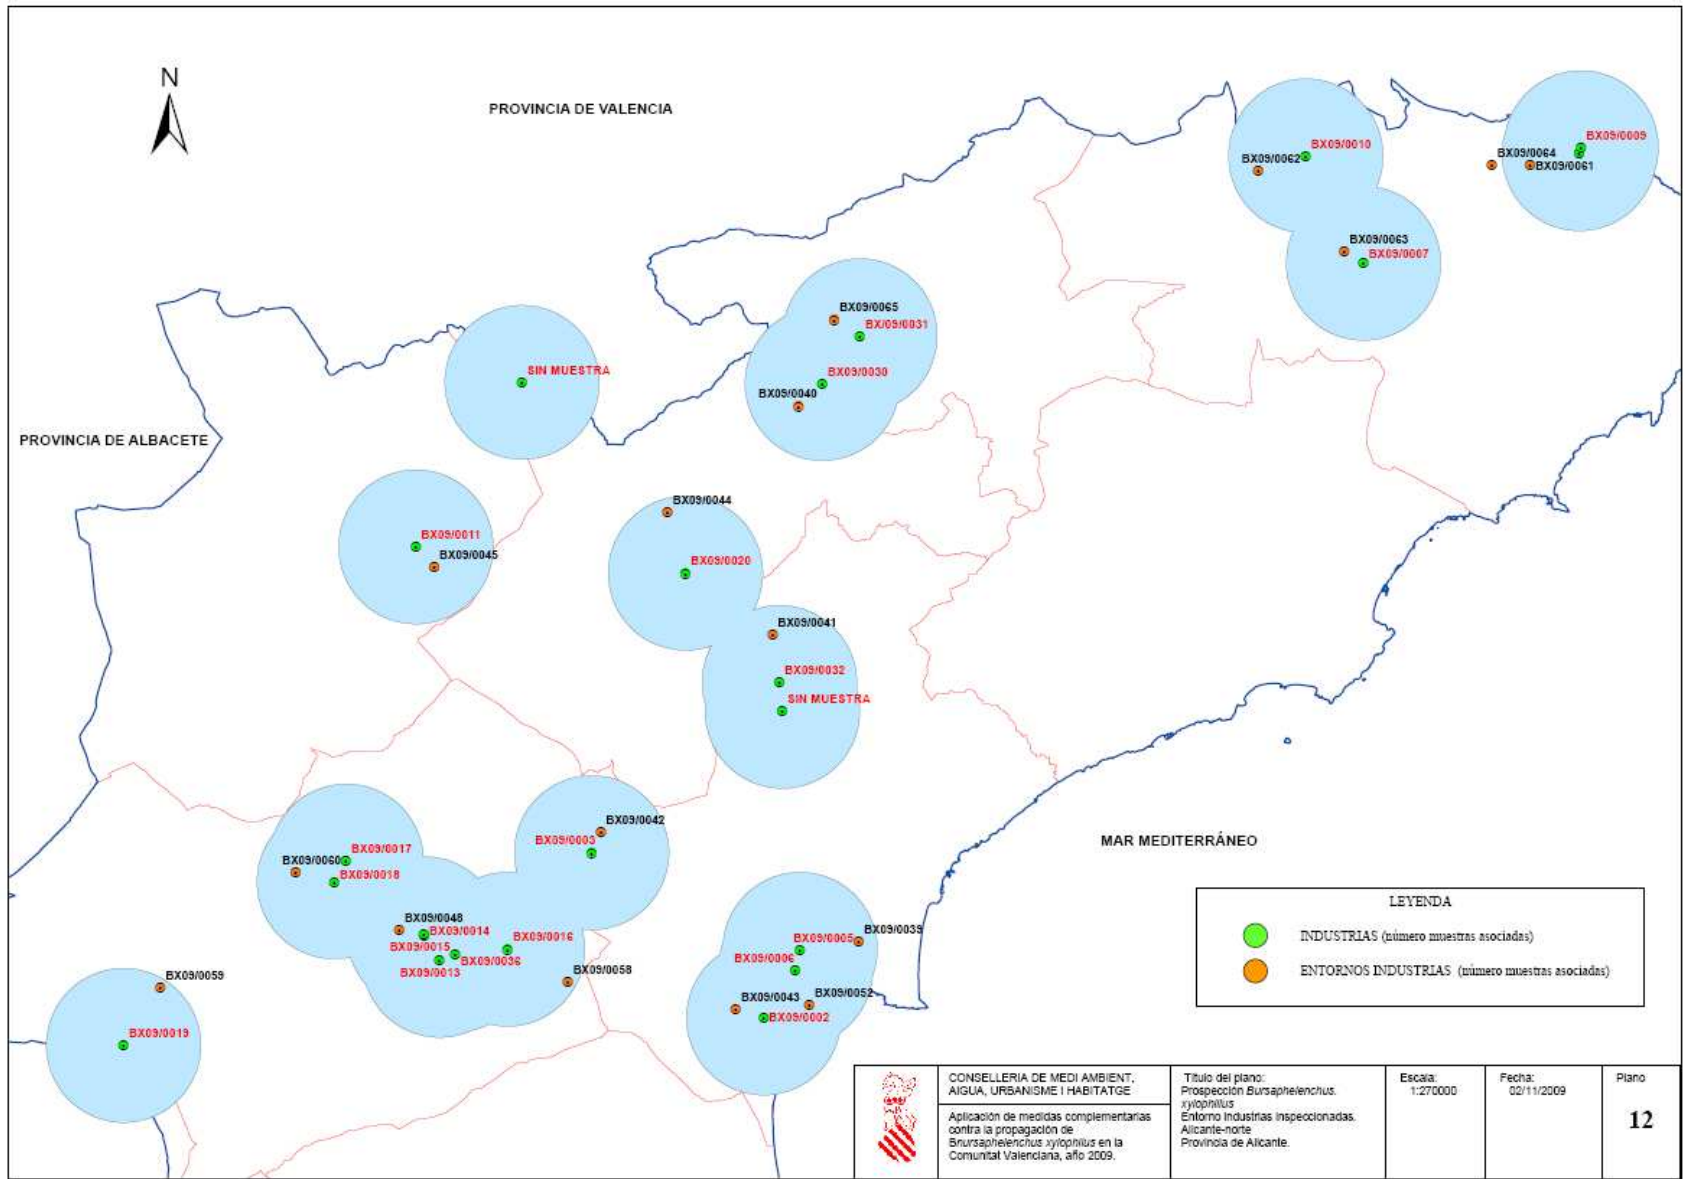 N
PROVINCIA DE VALENCIA
BX09/0009
BX09/0010
BX09/0064
BX09/0062
BX09/0061
BX09/0063
BX09/0007
BX09/0065
BX/09/0031
SIN MUESTRA
BX09/0030
BX09/0040
PROVINCIA DE ALBACETE
BX09/0044
BX09/0011
BX09/0045
BX09/0020
BX09/0041
BX09/0032
SIN MUESTRA
BX09/0042
BX09/0003
MAR MEDITERRÁNEO
BX09/0017
BX09/0060
BX09/0018
BX09/0048
BX09/0014
BX09/0015
BX09/0016
BX09/0036
BX09/0013
BX09/0005
BX09/0039
BX09/0006
BX09/0059
BX09/0058
BX09/0043
BX09/0052
BX09/0002
BX09/0019
LEYENDA
INDUSTRIAS (número muestras asociadas)
ENTORNOS INDUSTRIAS (número muestras asociadas)
CONSELLERIA DE MEDI AMBIENT,
AIGUA, URBANISME I HABITATGE
Aplicación de medidas complementarias
contra la propagación de
Bnursaphelenchus xylophilus en la
Comunitat Valenciana, año 2009.
Título del plano:
Prospección Bursaphelenchus
xylophilus
Entorno Industrias Inspeccionadas.
Alicante-norte
Provincia de Alicante.
Escala:
1:270000
Fecha:
02/11/2009
Plano
12